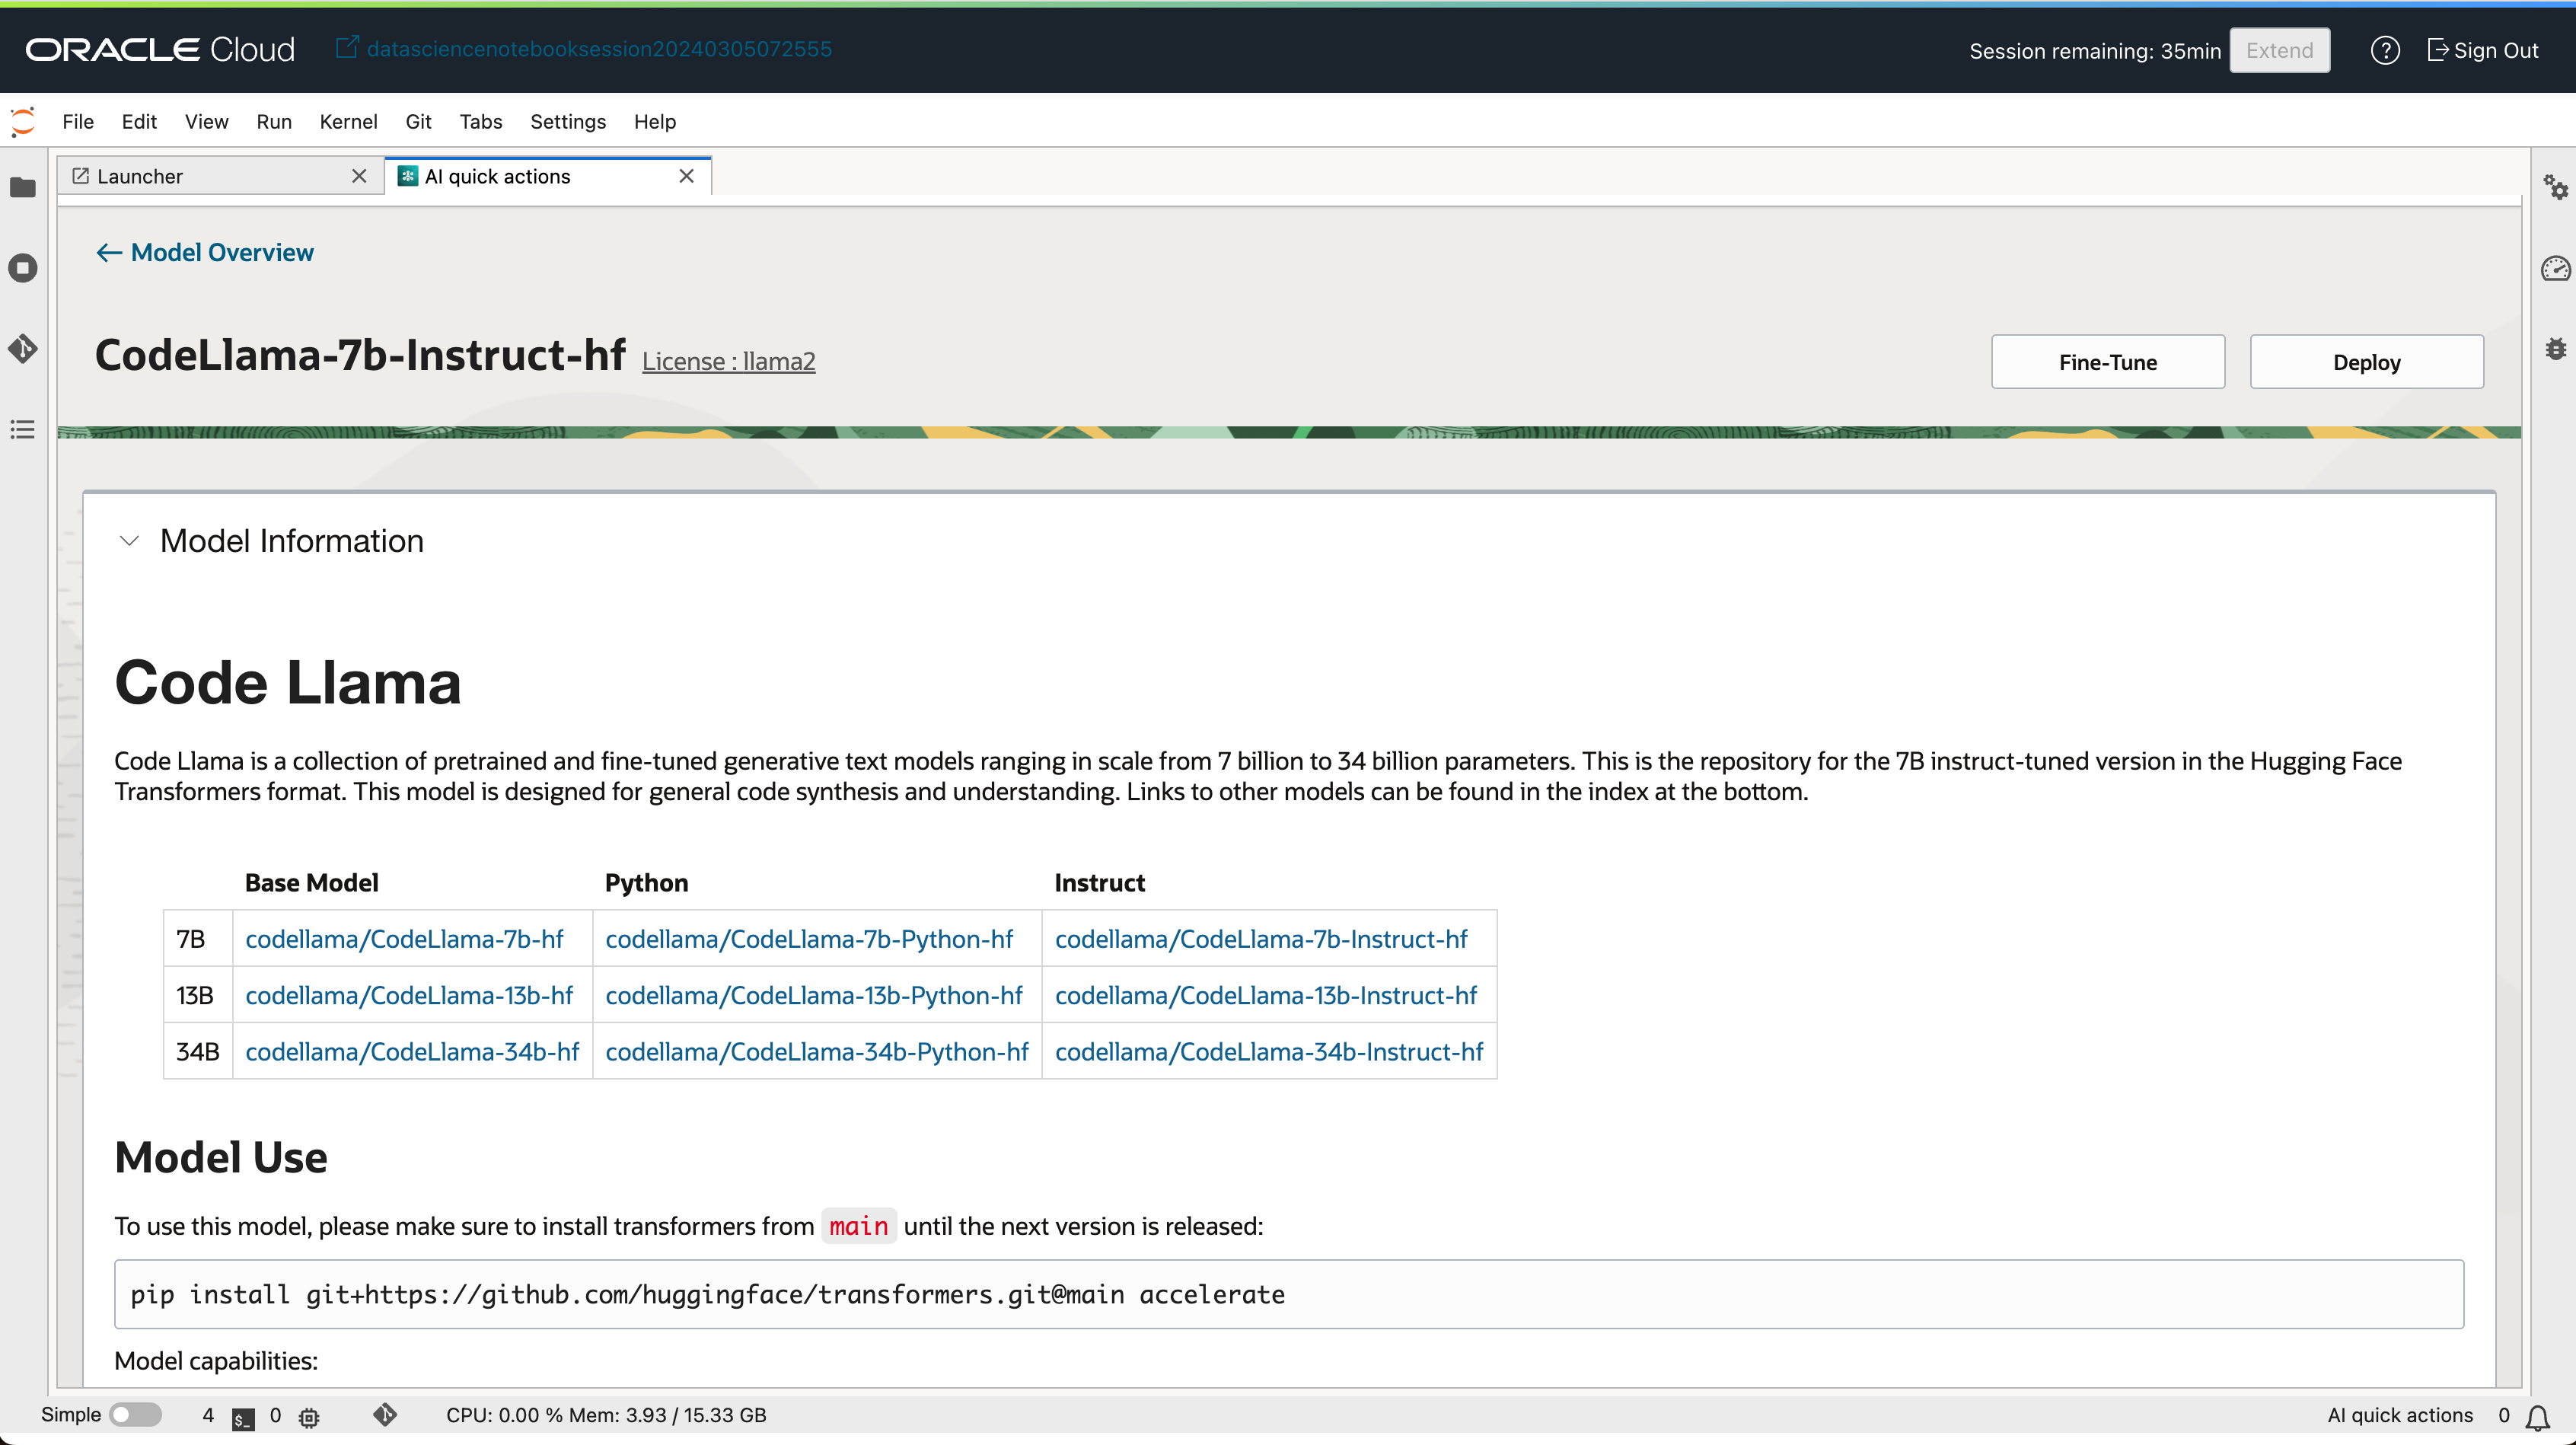 ORACLE Cloud datasciencenotebooksession20240305072555 Session remaining: 35min Extend ? Sign Out
File Edit View Run Kernel Git Tabs Settings Help
Launcher AI quick actions
Model Overview
CodeLlama-7b-Instruct-hf License : llama2 Fine-Tune Deploy
Model Information
Code Llama
Code Llama is a collection of pretrained and fine-tuned generative text models ranging in scale from 7 billion to 34 billion parameters. This is the repository for the 7B instruct-tuned version in the Hugging Face
Transformers format. This model is designed for general code synthesis and understanding. Links to other models can be found in the index at the bottom.
Base Model Python Instruct
7B codellama/CodeLlama-7b-hf codellama/CodeLlama-7b-Python-hf codellama/CodeLlama-7b-Instruct-hf
13B codellama/CodeLlama-13b-hf codellama/CodeLlama-13b-Python-hf codellama/CodeLlama-13b-Instruct-hf
34B codellama/CodeLlama-34b-hf codellama/CodeLlama-34b-Python-hf codellama/CodeLlama-34b-Instruct-hf
Model Use
To use this model, please make sure to install transformers from main until the next version is released:
pip install git+https://github.com/huggingface/transformers.git@main accelerate
Model capabilities:
Simple 4 $_ 0 CPU: 0.00 % Mem: 3.93 / 15.33 GB AI quick actions 0